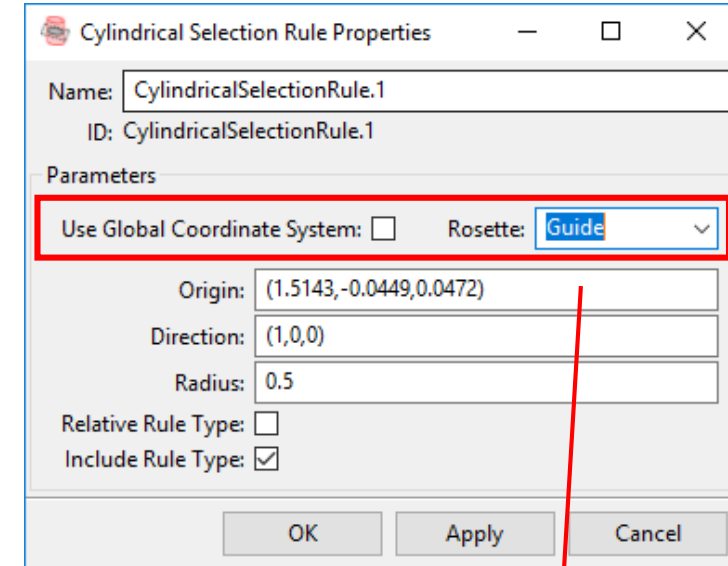 Cylindrical Selection Rule Properties
Name: CylindricalSelectionRule.1
ID: CylindricalSelectionRule.1
Parameters
Use Global Coordinate System: Rosette: Guide
Origin: (1.5143,-0.0449,0.0472)
Direction: (1,0,0)
Radius: 0.5
Relative Rule Type:
Include Rule Type:
OK Apply Cancel